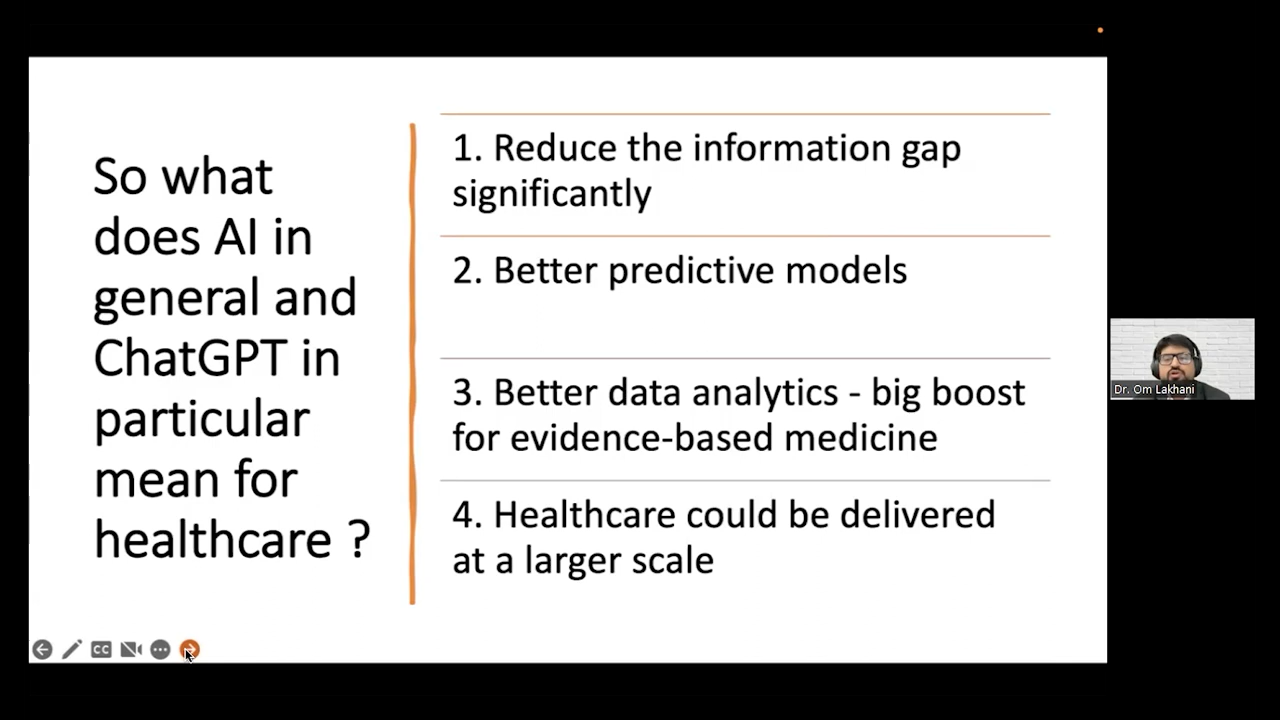 So what
does AI in
general and
ChatGPT in
particular
mean for
healthcare ?
1. Reduce the information gap
significantly
2. Better predictive models
3. Better data analytics - big boost
for evidence-based medicine
4. Healthcare could be delivered
at a larger scale
CC
Dr. Om Lakhani